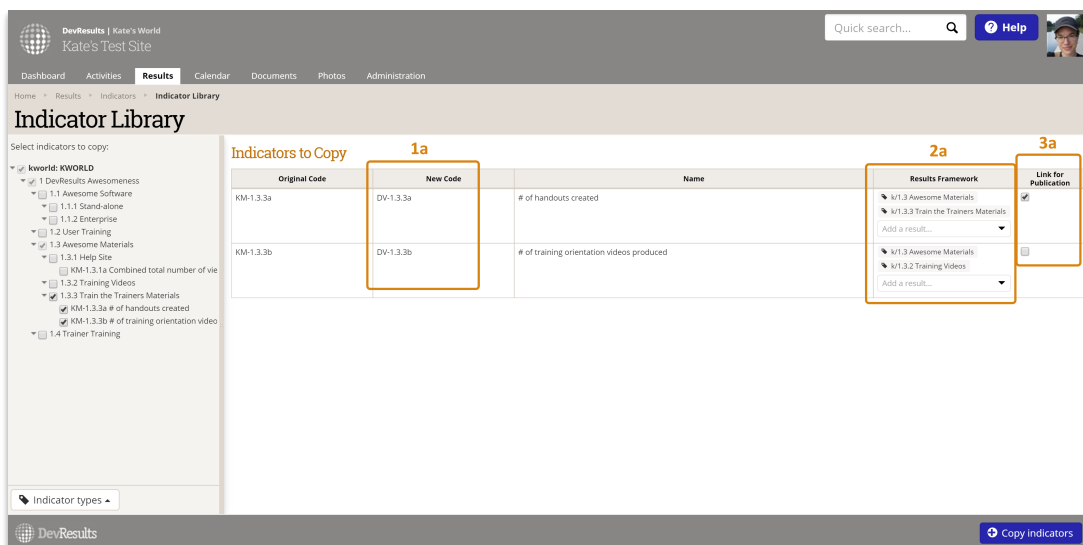 DevResults | Kate's World
Kate's Test Site
Quick search...
? Help
Dashboard Activities Results Calendar Documents Photos Administration
Home Results Indicators Indicator Library
Indicator Library
Select indicators to copy:
kworld: KWORLD
1 DevResults Awesomeness
1.1 Awesome Software
1.1.1 Stand-alone
1.1.2 Enterprise
1.2 User Training
1.3 Awesome Materials
1.3.1 Help Site
KM-1.3.1a Combined total number of vie
1.3.2 Training Videos
1.3.3 Train the Trainers Materials
KM-1.3.3a # of handouts created
KM-1.3.3b # of training orientation video
1.4 Trainer Training
Indicator types
Indicators to Copy
1a
2a
3a
Original Code New Code Name Results Framework Link for
Publication
KM-1.3.3a DV-1.3.3a # of handouts created k/1.3 Awesome Materials
k/1.3.3 Train the Trainers Materials
Add a result...
KM-1.3.3b DV-1.3.3b # of training orientation videos produced k/1.3 Awesome Materials
k/1.3.2 Training Videos
Add a result...
DevResults
Copy indicators